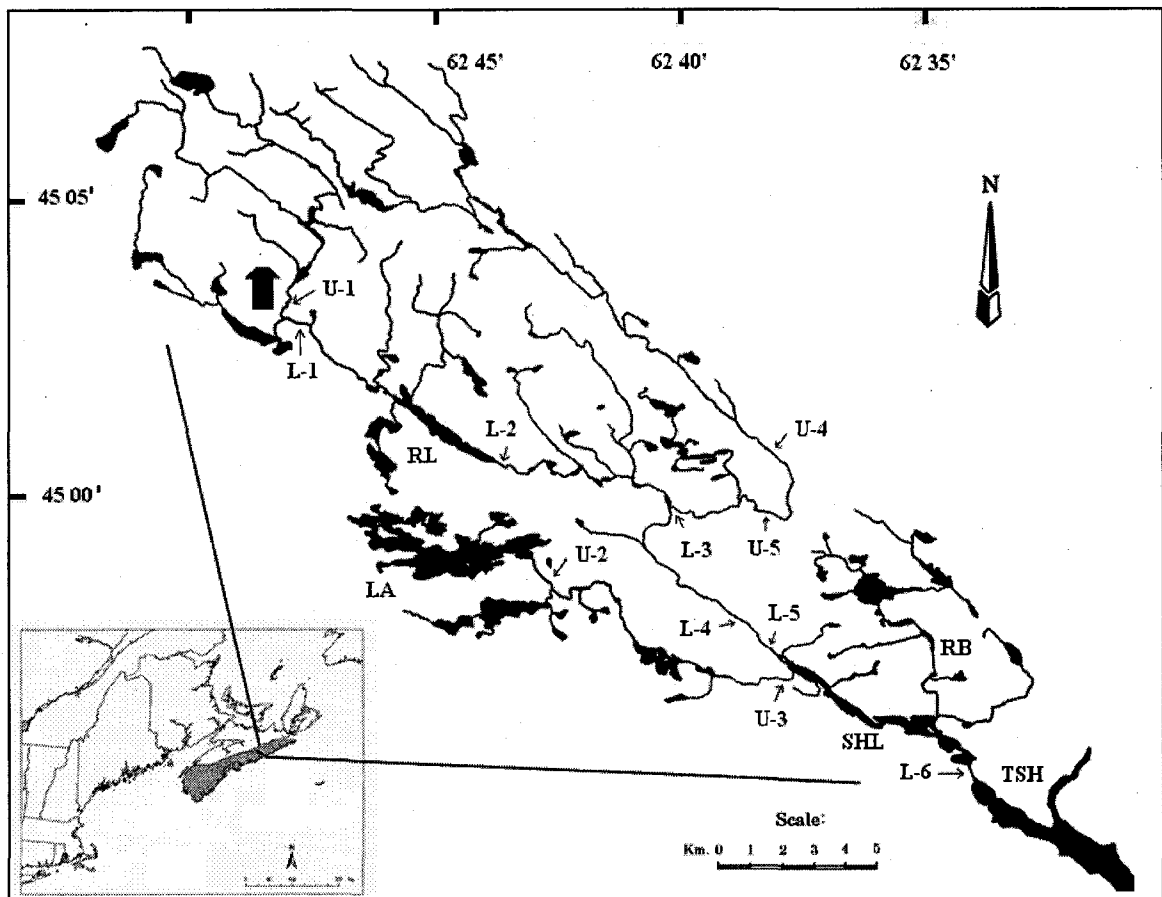 62 45' 62 40' 62 35'
45 05'
N
U-1
L-1
L-2
U-4
RL
45 00'
L-3 U-5
U-2
LA
L-5
L-4
RB
U-3
SHL
L-6 TSH
Scale:
Km. 0 1 2 3 4 5
N